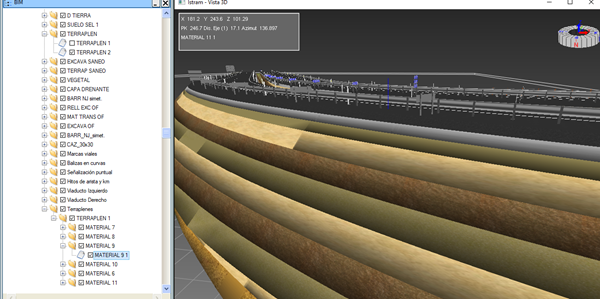 BIM
Istram - Vista 3D
D TIERRA
SUELO SEL 1
TERRAPLEN
TERRAPLEN 1
TERRAPLEN 2
EXCAVA SANEO
TERRAP SANEO
VEGETAL
CAPA DRENANTE
BARR NJ simet.
RELL EXC OF
MAT TRANS OF
EXCAVA OF
BARR_NJ_simet.
CAZ_30x30
Marcas viales
Balizas en curvas
Señalización puntual
Hitos de arista y km
Viaducto Izquierdo
Viaducto Derecho
Terraplenes
TERRAPLEN 1
MATERIAL 7
MATERIAL 8
MATERIAL 9
MATERIAL 9 1
MATERIAL 10
MATERIAL 6
MATERIAL 11
X 161.2 Y 243.6 Z 101.29
PK 246.7 Dis. Eje (1) 17.1 Azimut 136.897
MATERIAL 11 1
N